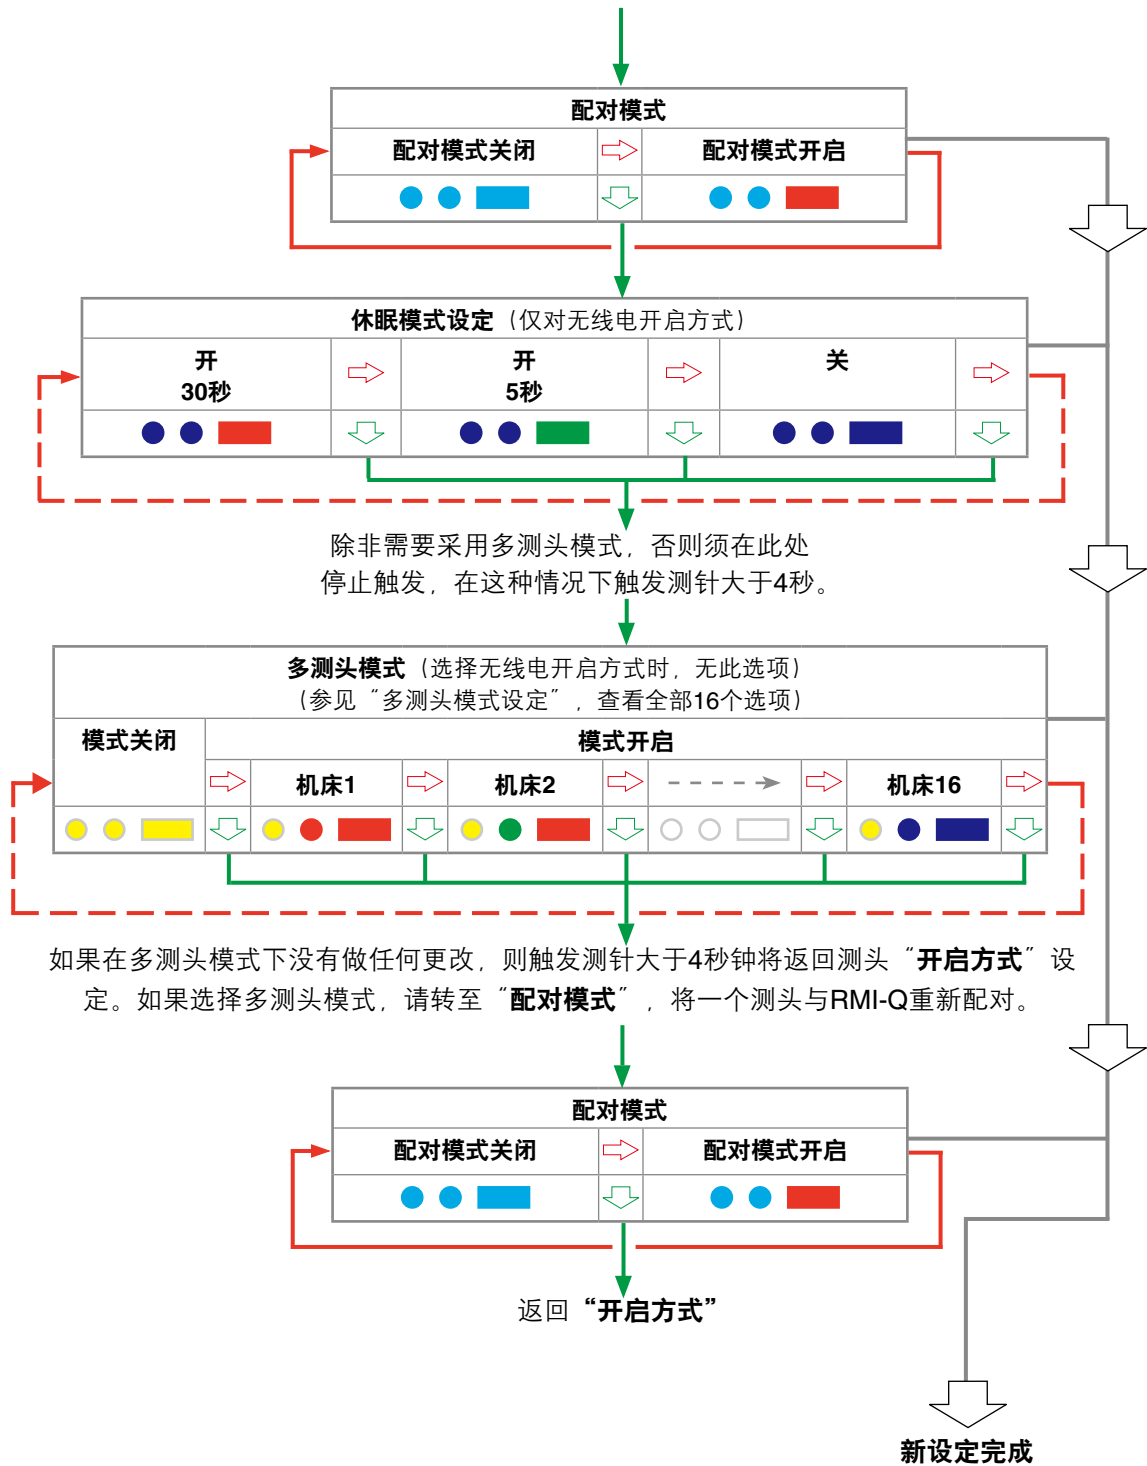 配对模式
配对模式关闭
配对模式开启
休眠模式设定（仅对无线电开启方式）
开
30秒
开
5秒
关
除非需要采用多测头模式，否则须在此处
停止触发，在这种情况下触发测针大于4秒。
多测头模式（选择无线电开启方式时，无此选项）
（参见“多测头模式设定”，查看全部16个选项）
模式关闭
模式开启
机床1
机床2
机床16
如果在多测头模式下没有做任何更改，则触发测针大于4秒钟将返回测头“开启方式”设
定。如果选择多测头模式，请转至“配对模式”，将一个测头与RMI-Q重新配对。
配对模式
配对模式关闭
配对模式开启
返回“开启方式”
新设定完成